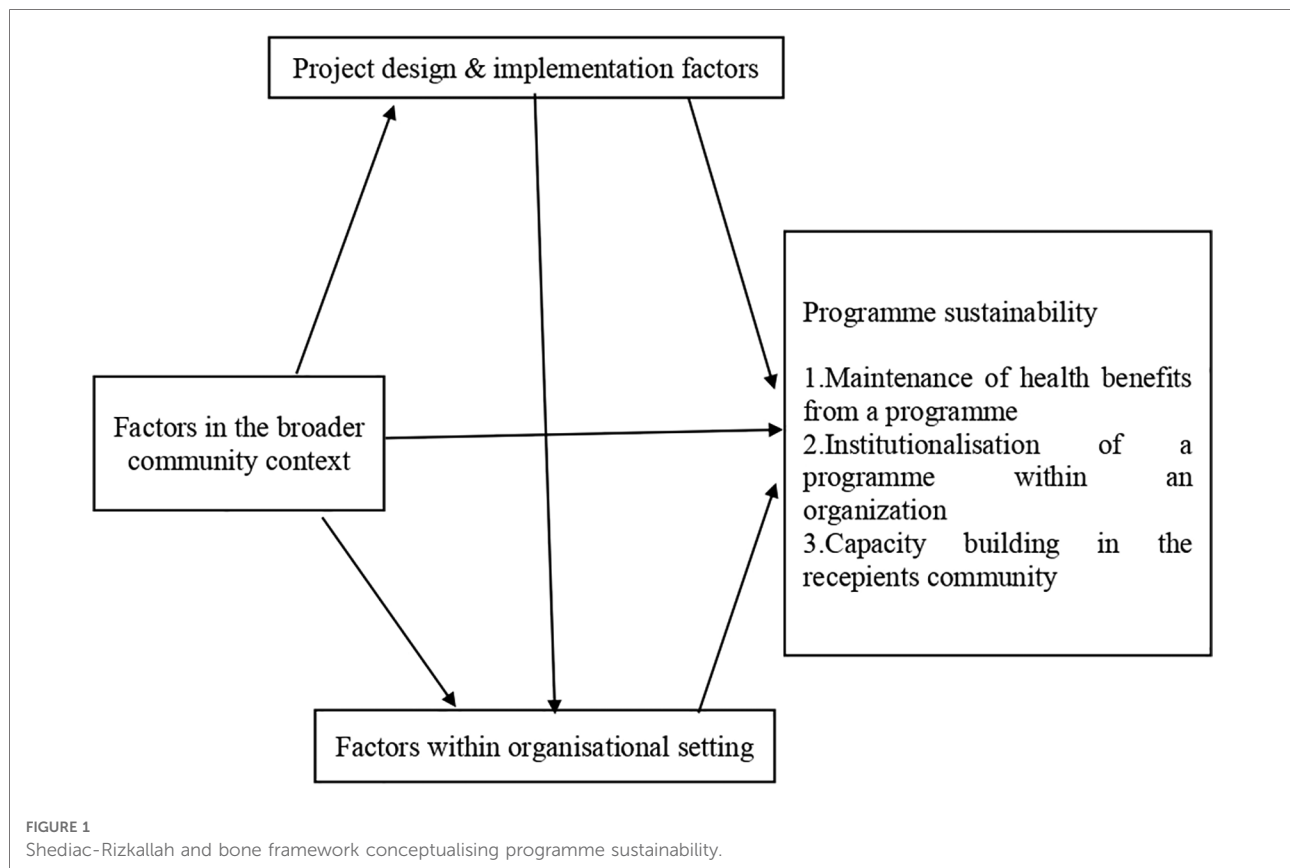 Project design & implementation factors
Factors in the broader
community context
Programme sustainability
1.Maintenance of health benefits
from a programme
2.Institutionalisation of a
programme within an
organization
3.Capacity building in the
recepients community
Factors within organisational setting
FIGURE 1
Shediac-Rizkallah and bone framework conceptualising programme sustainability.